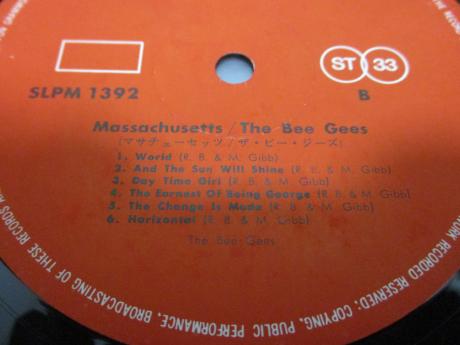 ST 33
SLPM 1392
B
Massachusetts / The Bee Gees
(マサチューセッツ/ザ・ビー・ジーズ)
1. World (R. B. & M. Gibb)
2. And The Sun Will Shine (R. B. & M. Gibb)
3. Day Time Girl (R. B. & M. Gibb)
4. The Earnest Of Being George (R. B. & M. Gibb)
5. The Change Is Made (R. B. & M. Gibb)
6. Horizontal (R. B. & M. Gibb)
The Bee Gees
WORK RECORDED RESERVED: COPYING, PUBLIC PERFORMANCE, BROADCASTING OF THESE RECORDS